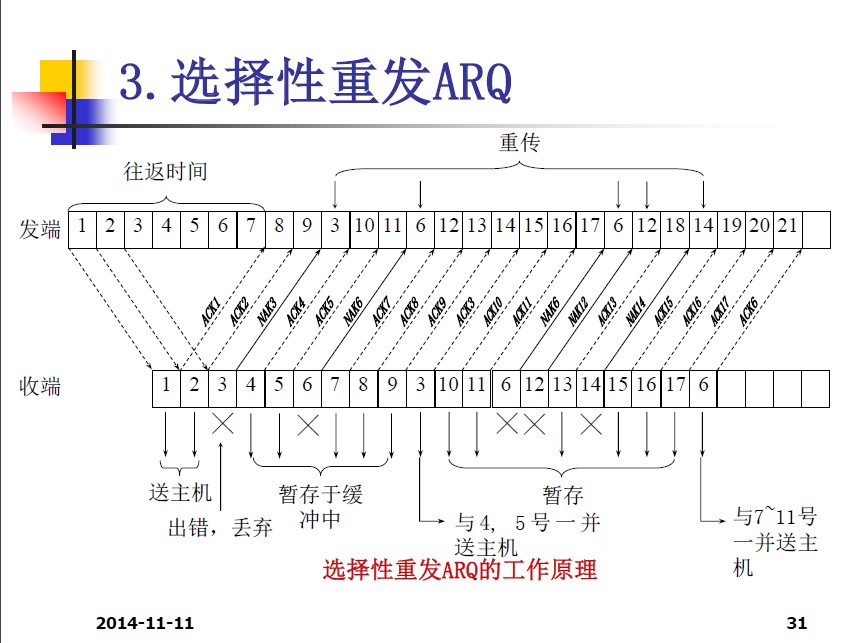 3.选择性重发ARQ
重传
往返时间
发端 1 2 3 4 5 6 7 8 9 3 10 11 6 12 13 14 15 16 17 6 12 18 14 19 20 21
ACK1 ACK2 NAK3 ACK4 ACK5 NAK6 ACK7 ACK8 ACK9 ACK3 ACK10 ACK11 NAK6 NAK12 ACK13 NAK14 ACK15 ACK16 ACK17 ACK6
收端 1 2 3 4 5 6 7 8 9 3 10 11 6 12 13 14 15 16 17 6
送主机
出错，丢弃
暂存于缓
冲中
与4, 5号一并
送主机
暂存
与7~11号
一并送主
机
选择性重发ARQ的工作原理
2014-11-11
31